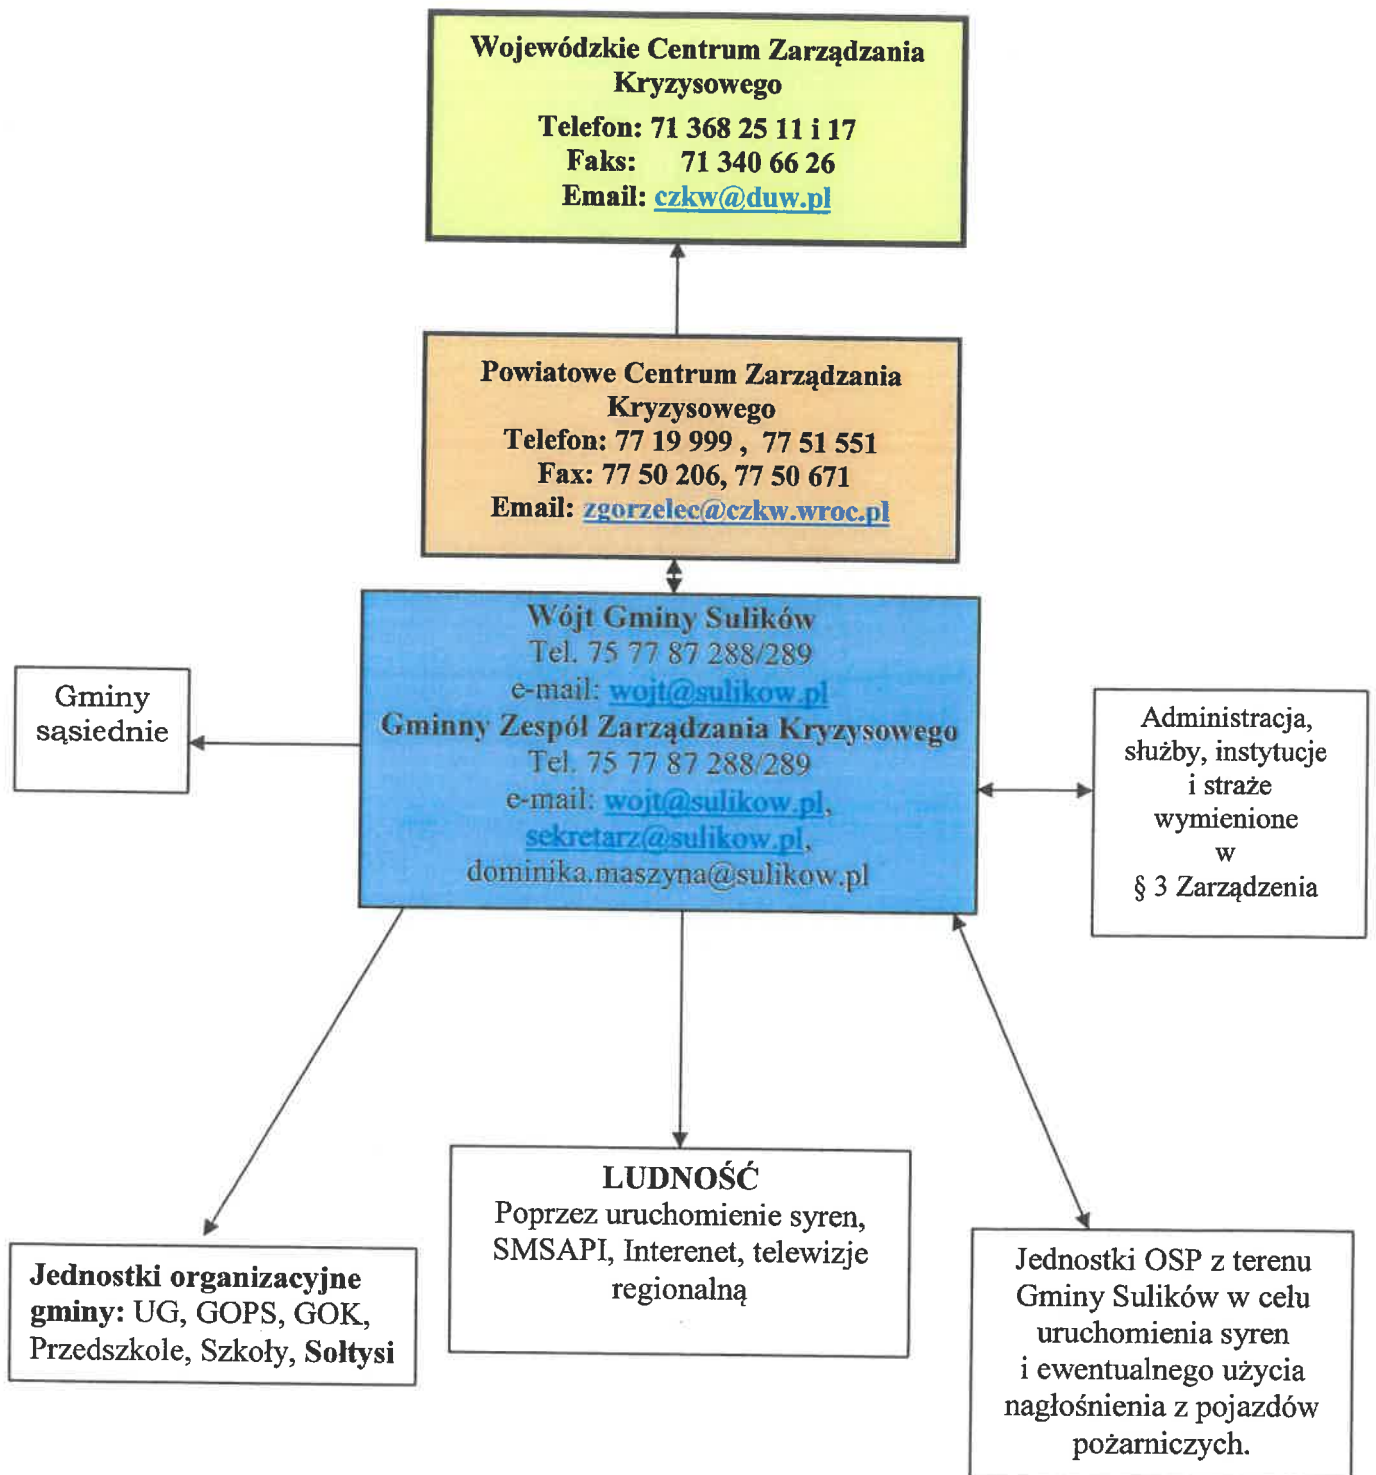 Wojewódzkie Centrum Zarządzania
Kryzysowego
Telefon: 71 368 25 11 i 17
Faks: 71 340 66 26
Email: czkw@duw.pl
Powiatowe Centrum Zarządzania
Kryzysowego
Telefon: 77 19 999 , 77 51 551
Fax: 77 50 206, 77 50 671
Email: zgorzelec@czkw.wroc.pl
Wójt Gminy Sulików
Tel. 75 77 87 288/289
e-mail: wojt@sulikow.pl
Gminny Zespół Zarządzania Kryzysowego
Tel. 75 77 87 288/289
e-mail: wojt@sulikow.pl,
sekretarz@sulikow.pl,
dominika.maszyna@sulikow.pl
Gminy
sąsiednie
Administracja,
służby, instytucje
i straże
wymienione
w
§ 3 Zarządzenia
Jednostki organizacyjne
gminy: UG, GOPS, GOK,
Przedszkole, Szkoły, Sołtysi
LUDNOŚĆ
Poprzez uruchomienie syren,
SMSAPI, Interenet, telewizje
regionalną
Jednostki OSP z terenu
Gminy Sulików w celu
uruchomienia syren
i ewentualnego użycia
nagłośnienia z pojazdów
pożarniczych.